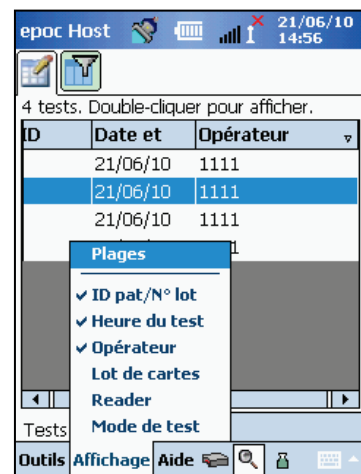 epoc Host 21/06/10
14:56
4 tests. Double-cliquer pour afficher.
ID Date et Opérateur
21/06/10 1111
21/06/10 1111
21/06/10 1111
1
Plages
ID pat/N° lot
Heure du test
Opérateur
Lot de cartes
Reader
Mode de test
Tests
Outils Affichage Aide